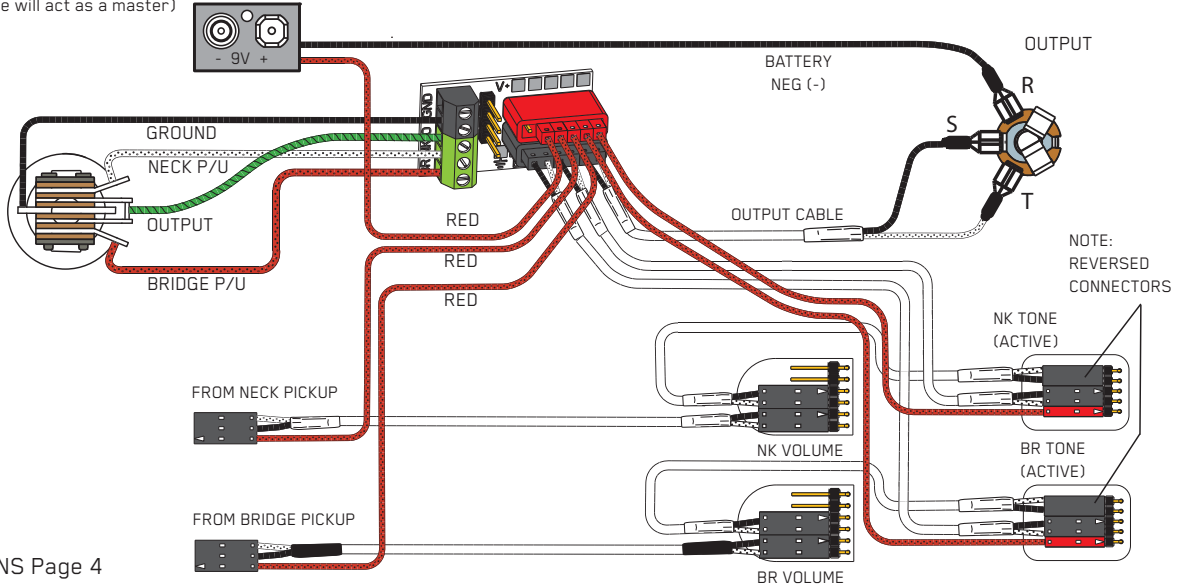 e will act as a master)
- 9V +
BATTERY
NEG (-)
OUTPUT
R
S
T
V+
GND
GROUND
NECK P/U
OUTPUT
BRIDGE P/U
RED
RED
RED
OUTPUT CABLE
NOTE:
REVERSED
CONNECTORS
NK TONE
(ACTIVE)
FROM NECK PICKUP
NK VOLUME
BR TONE
(ACTIVE)
FROM BRIDGE PICKUP
BR VOLUME
NS Page 4